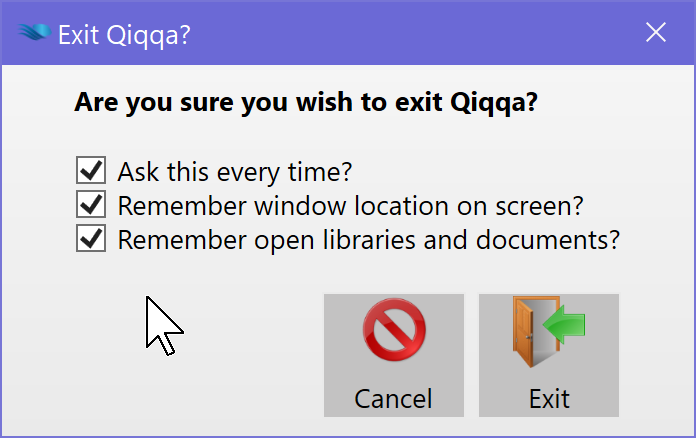 Exit Qiqqa?
Are you sure you wish to exit Qiqqa?
Ask this every time?
Remember window location on screen?
Remember open libraries and documents?
Cancel
Exit